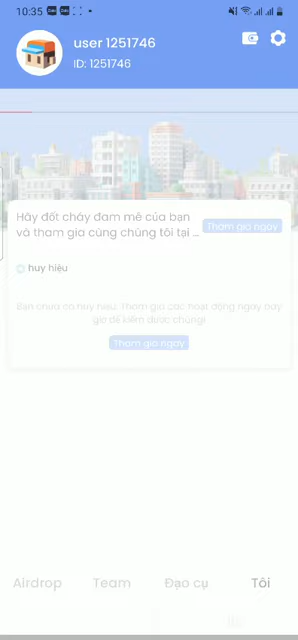 10:35
user 1251746
ID: 1251746
Hãy đốt cháy đam mê của bạn
và tham gia cùng chúng tôi tại ...
Tham gia ngay
huy hiệu
Bạn chưa có huy hiệu. Tham gia các hoạt động ngay bây
giờ để kiếm được chúng!
Tham gia ngay
Airdrop Team Đạo cụ Tôi